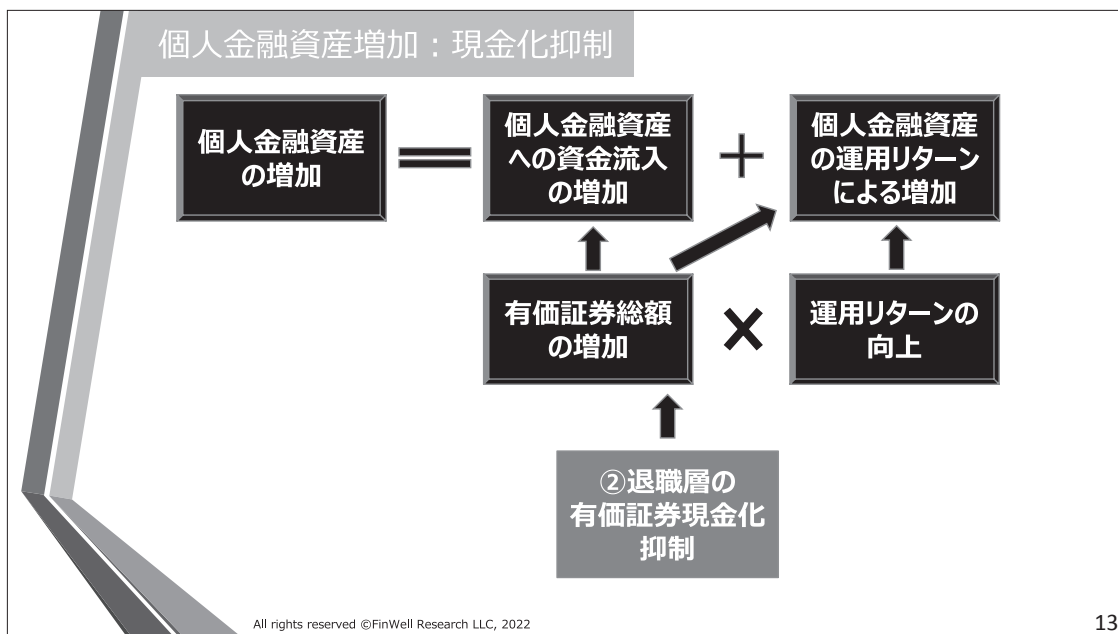 個人金融資産増加：現金化抑制
個人金融資産
の増加
＝
個人金融資産
への資金流入
の増加
＋
個人金融資産
の運用リターン
による増加
有価証券総額
の増加
×
運用リターンの
向上
②退職層の
有価証券現金化
抑制
All rights reserved ©FinWell Research LLC, 2022
13